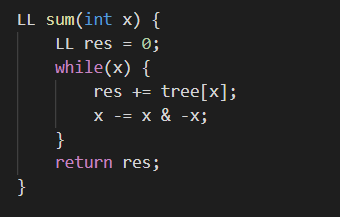 LL sum(int x) {
    LL res = 0;
    while(x) {
        res += tree[x];
        x -= x & -x;
    }
    return res;
}